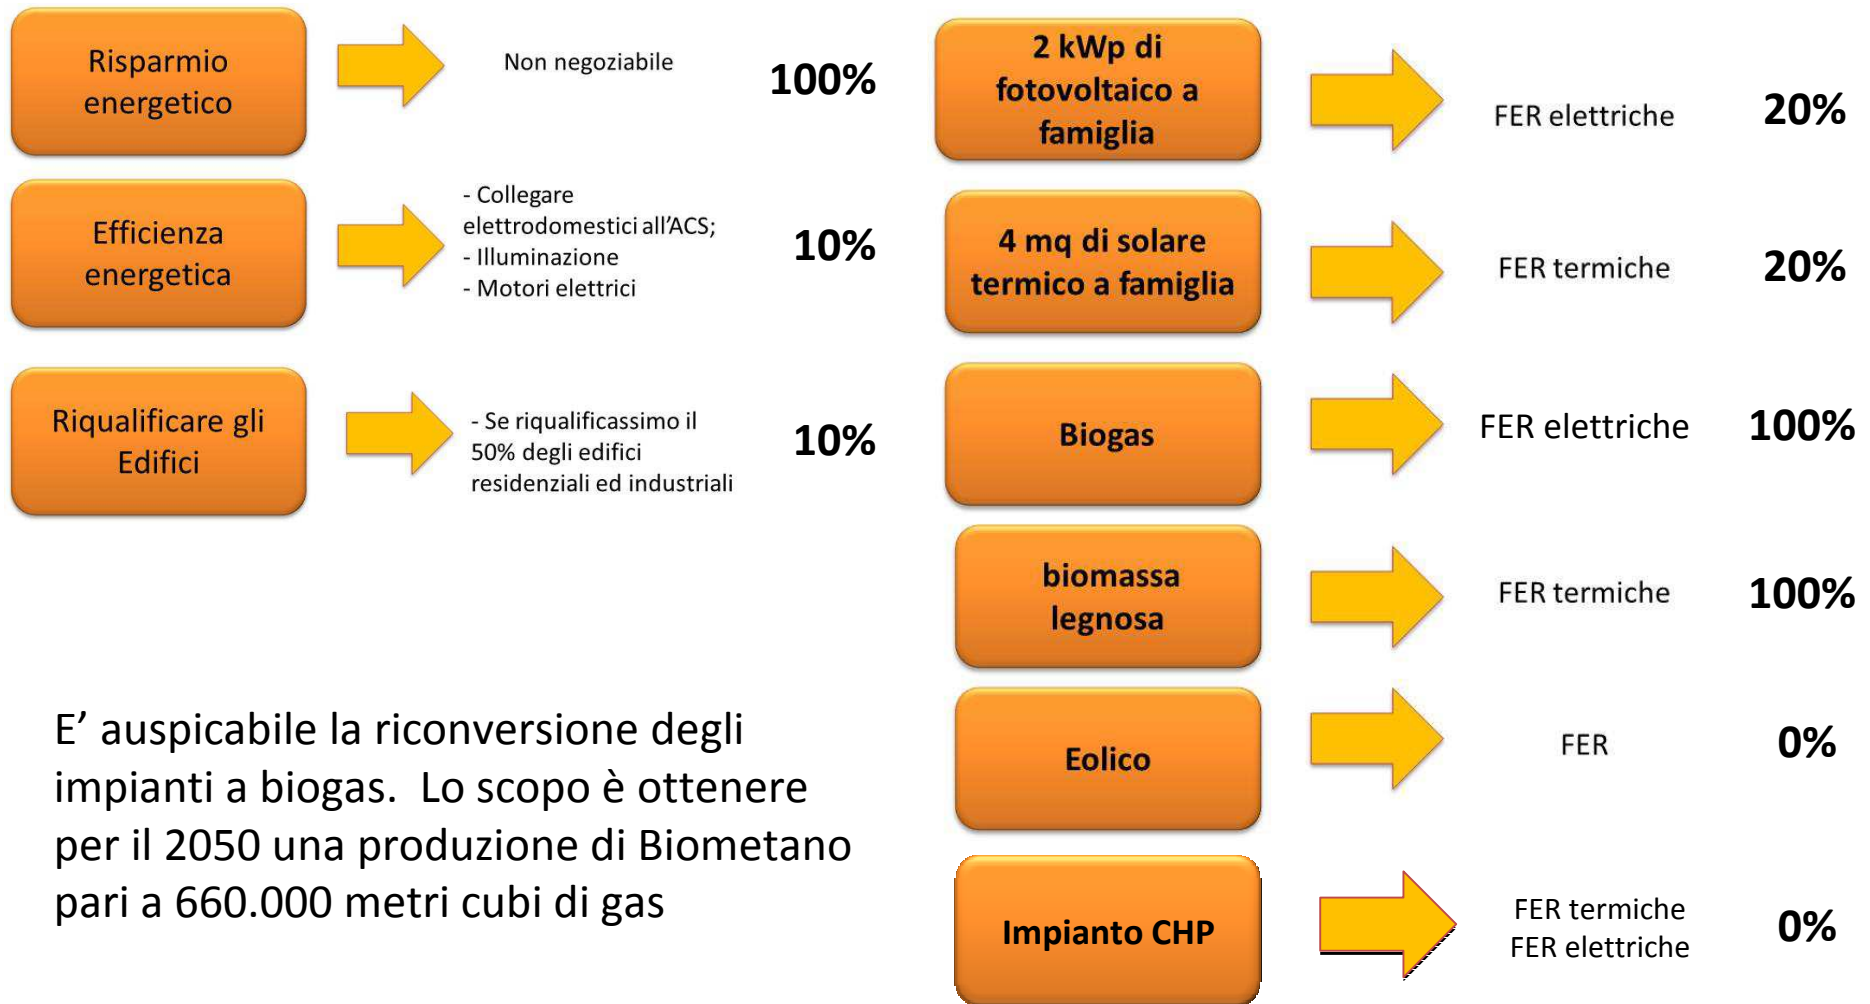 Risparmio
energetico
Non negoziabile
100%
Efficienza
energetica
- Collegare
elettrodomestici all'ACS;
- Illuminazione
- Motori elettrici
10%
Riqualificare gli
Edifici
- Se riqualificassimo il
50% degli edifici
residenziali ed industriali
10%
E’ auspicabile la riconversione degli
impianti a biogas. Lo scopo è ottenere
per il 2050 una produzione di Biometano
pari a 660.000 metri cubi di gas
2 kWp di
fotovoltaico a
famiglia
FER elettriche
20%
4 mq di solare
termico a famiglia
FER termiche
20%
Biogas
FER elettriche
100%
biomassa
legnosa
FER termiche
100%
Eolico
FER
0%
Impianto CHP
FER termiche
FER elettriche
0%